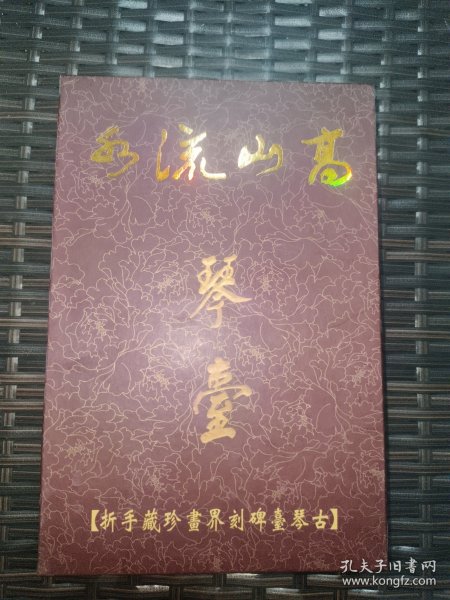 高山流水
琴
臺
【古琴臺碑刻界畫珍藏手折】
孔夫子旧书网
www.kongfz.com